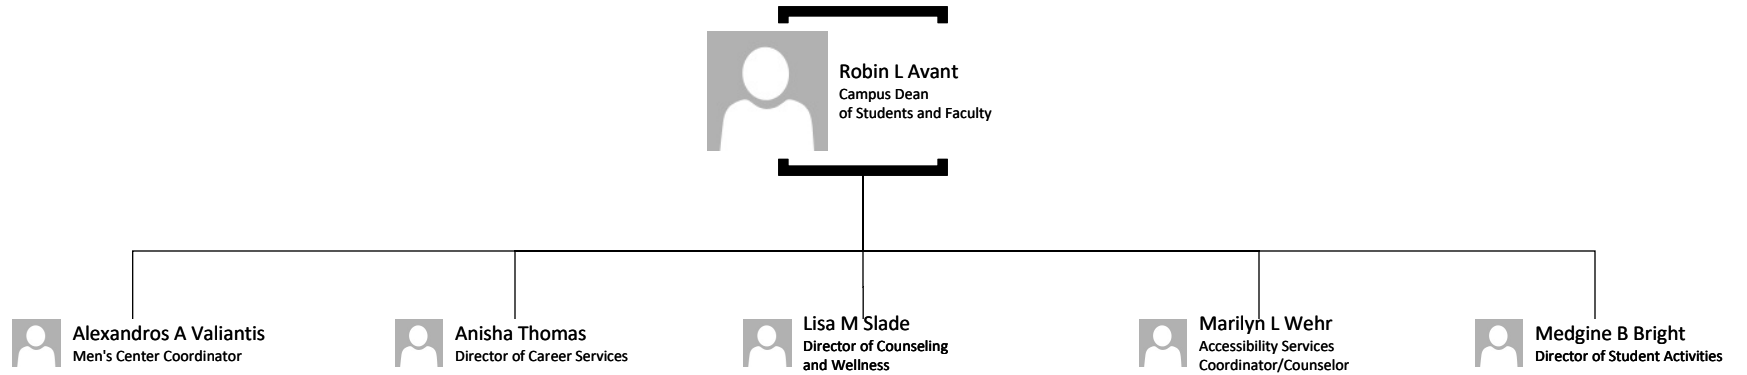 Robin L Avant
Campus Dean
of Students and Faculty
Alexandros A Valiantis
Men's Center Coordinator
Anisha Thomas
Director of Career Services
Lisa M Slade
Director of Counseling
and Wellness
Marilyn L Wehr
Accessibility Services
Coordinator/Counselor
Medgine B Bright
Director of Student Activities